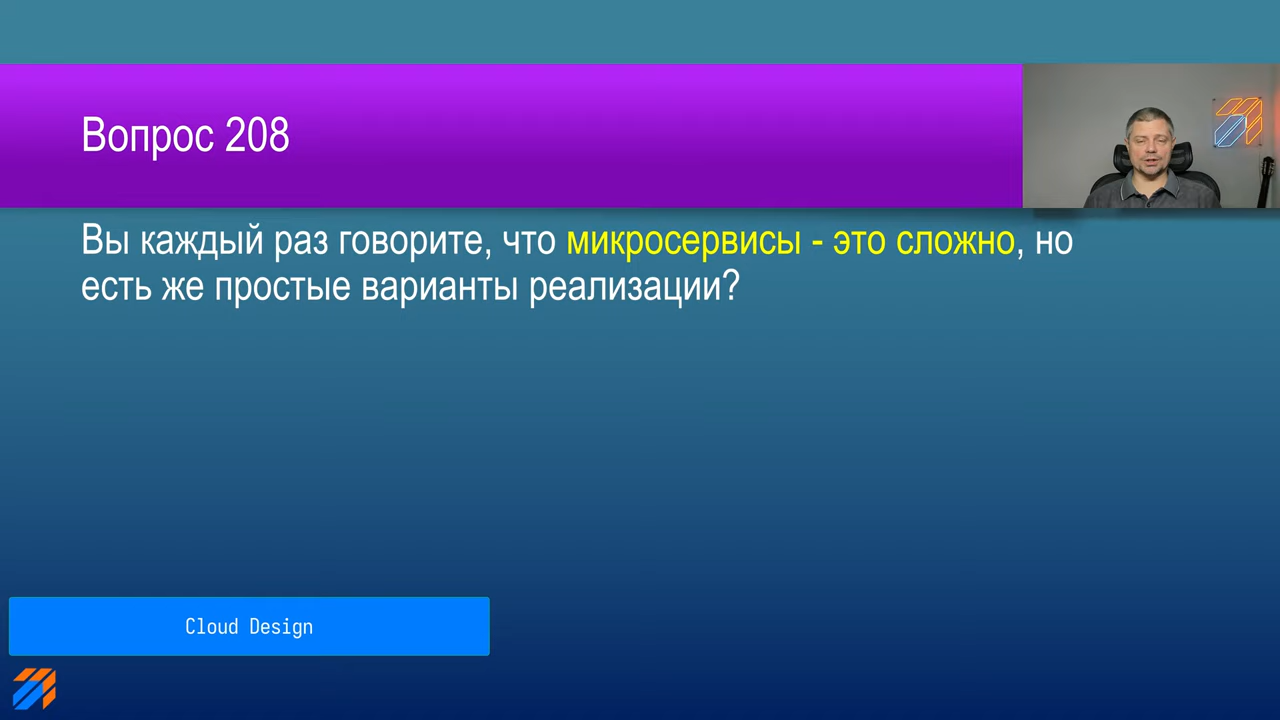 Вопрос 208
Вы каждый раз говорите, что микросервисы - это сложно, но
есть же простые варианты реализации?
Cloud Design